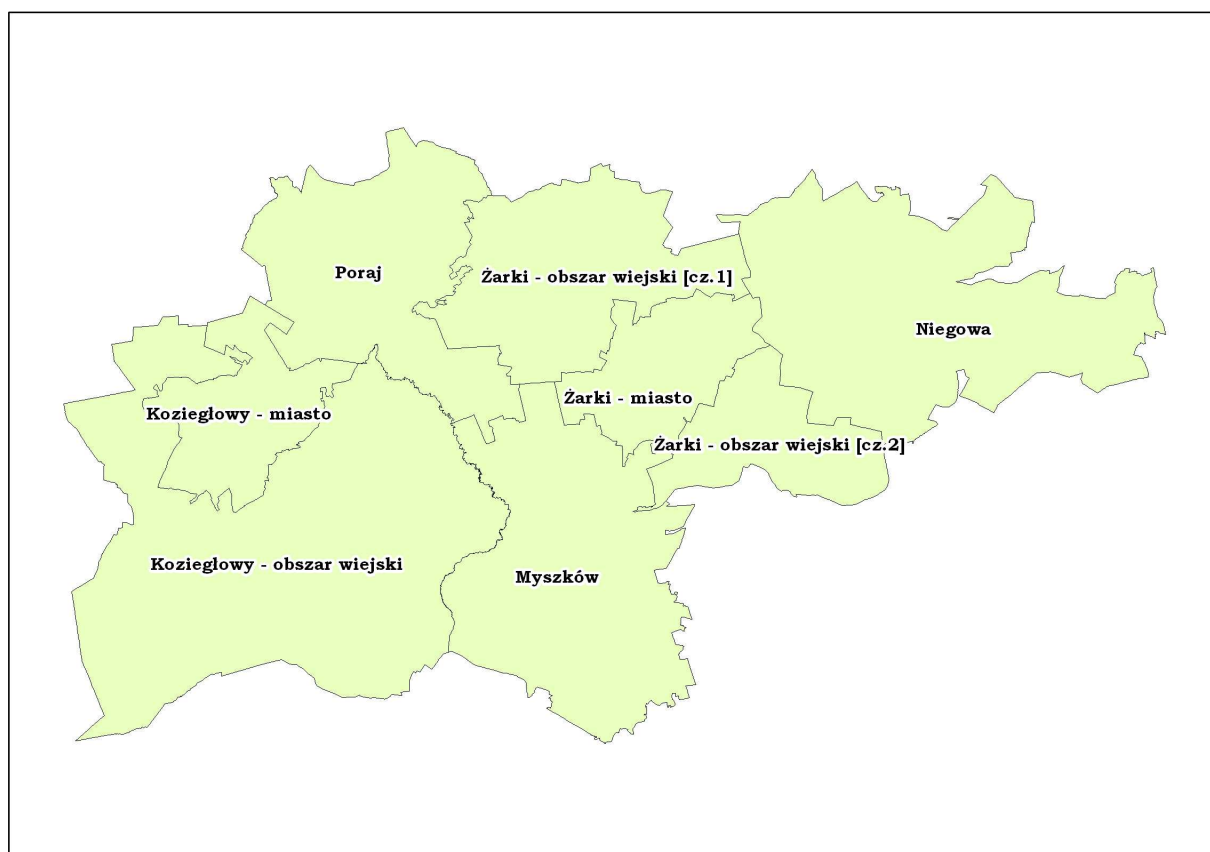 Poraj
Żarki - obszar wiejski [cz.1]
Niegowa
Żarki - miasto
Koziegłowy - miasto
Żarki - obszar wiejski [cz.2]
Koziegłowy - obszar wiejski
Myszków